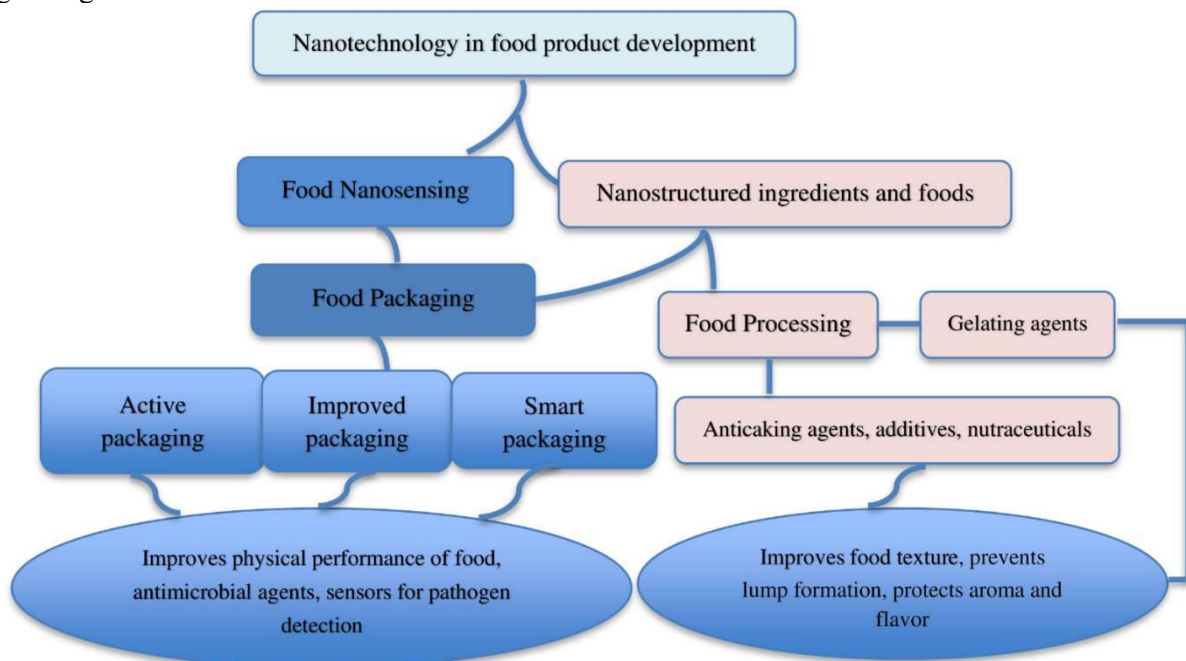 Nanotechnology in food product development
Food Nanosensing
Nanostructured ingredients and foods
Food Packaging
Food Processing
Gelating agents
Active
packaging
Improved
packaging
Smart
packaging
Anticaking agents, additives, nutraceuticals
Improves physical performance of food,
antimicrobial agents, sensors for pathogen
detection
Improves food texture, prevents
lump formation, protects aroma and
flavor